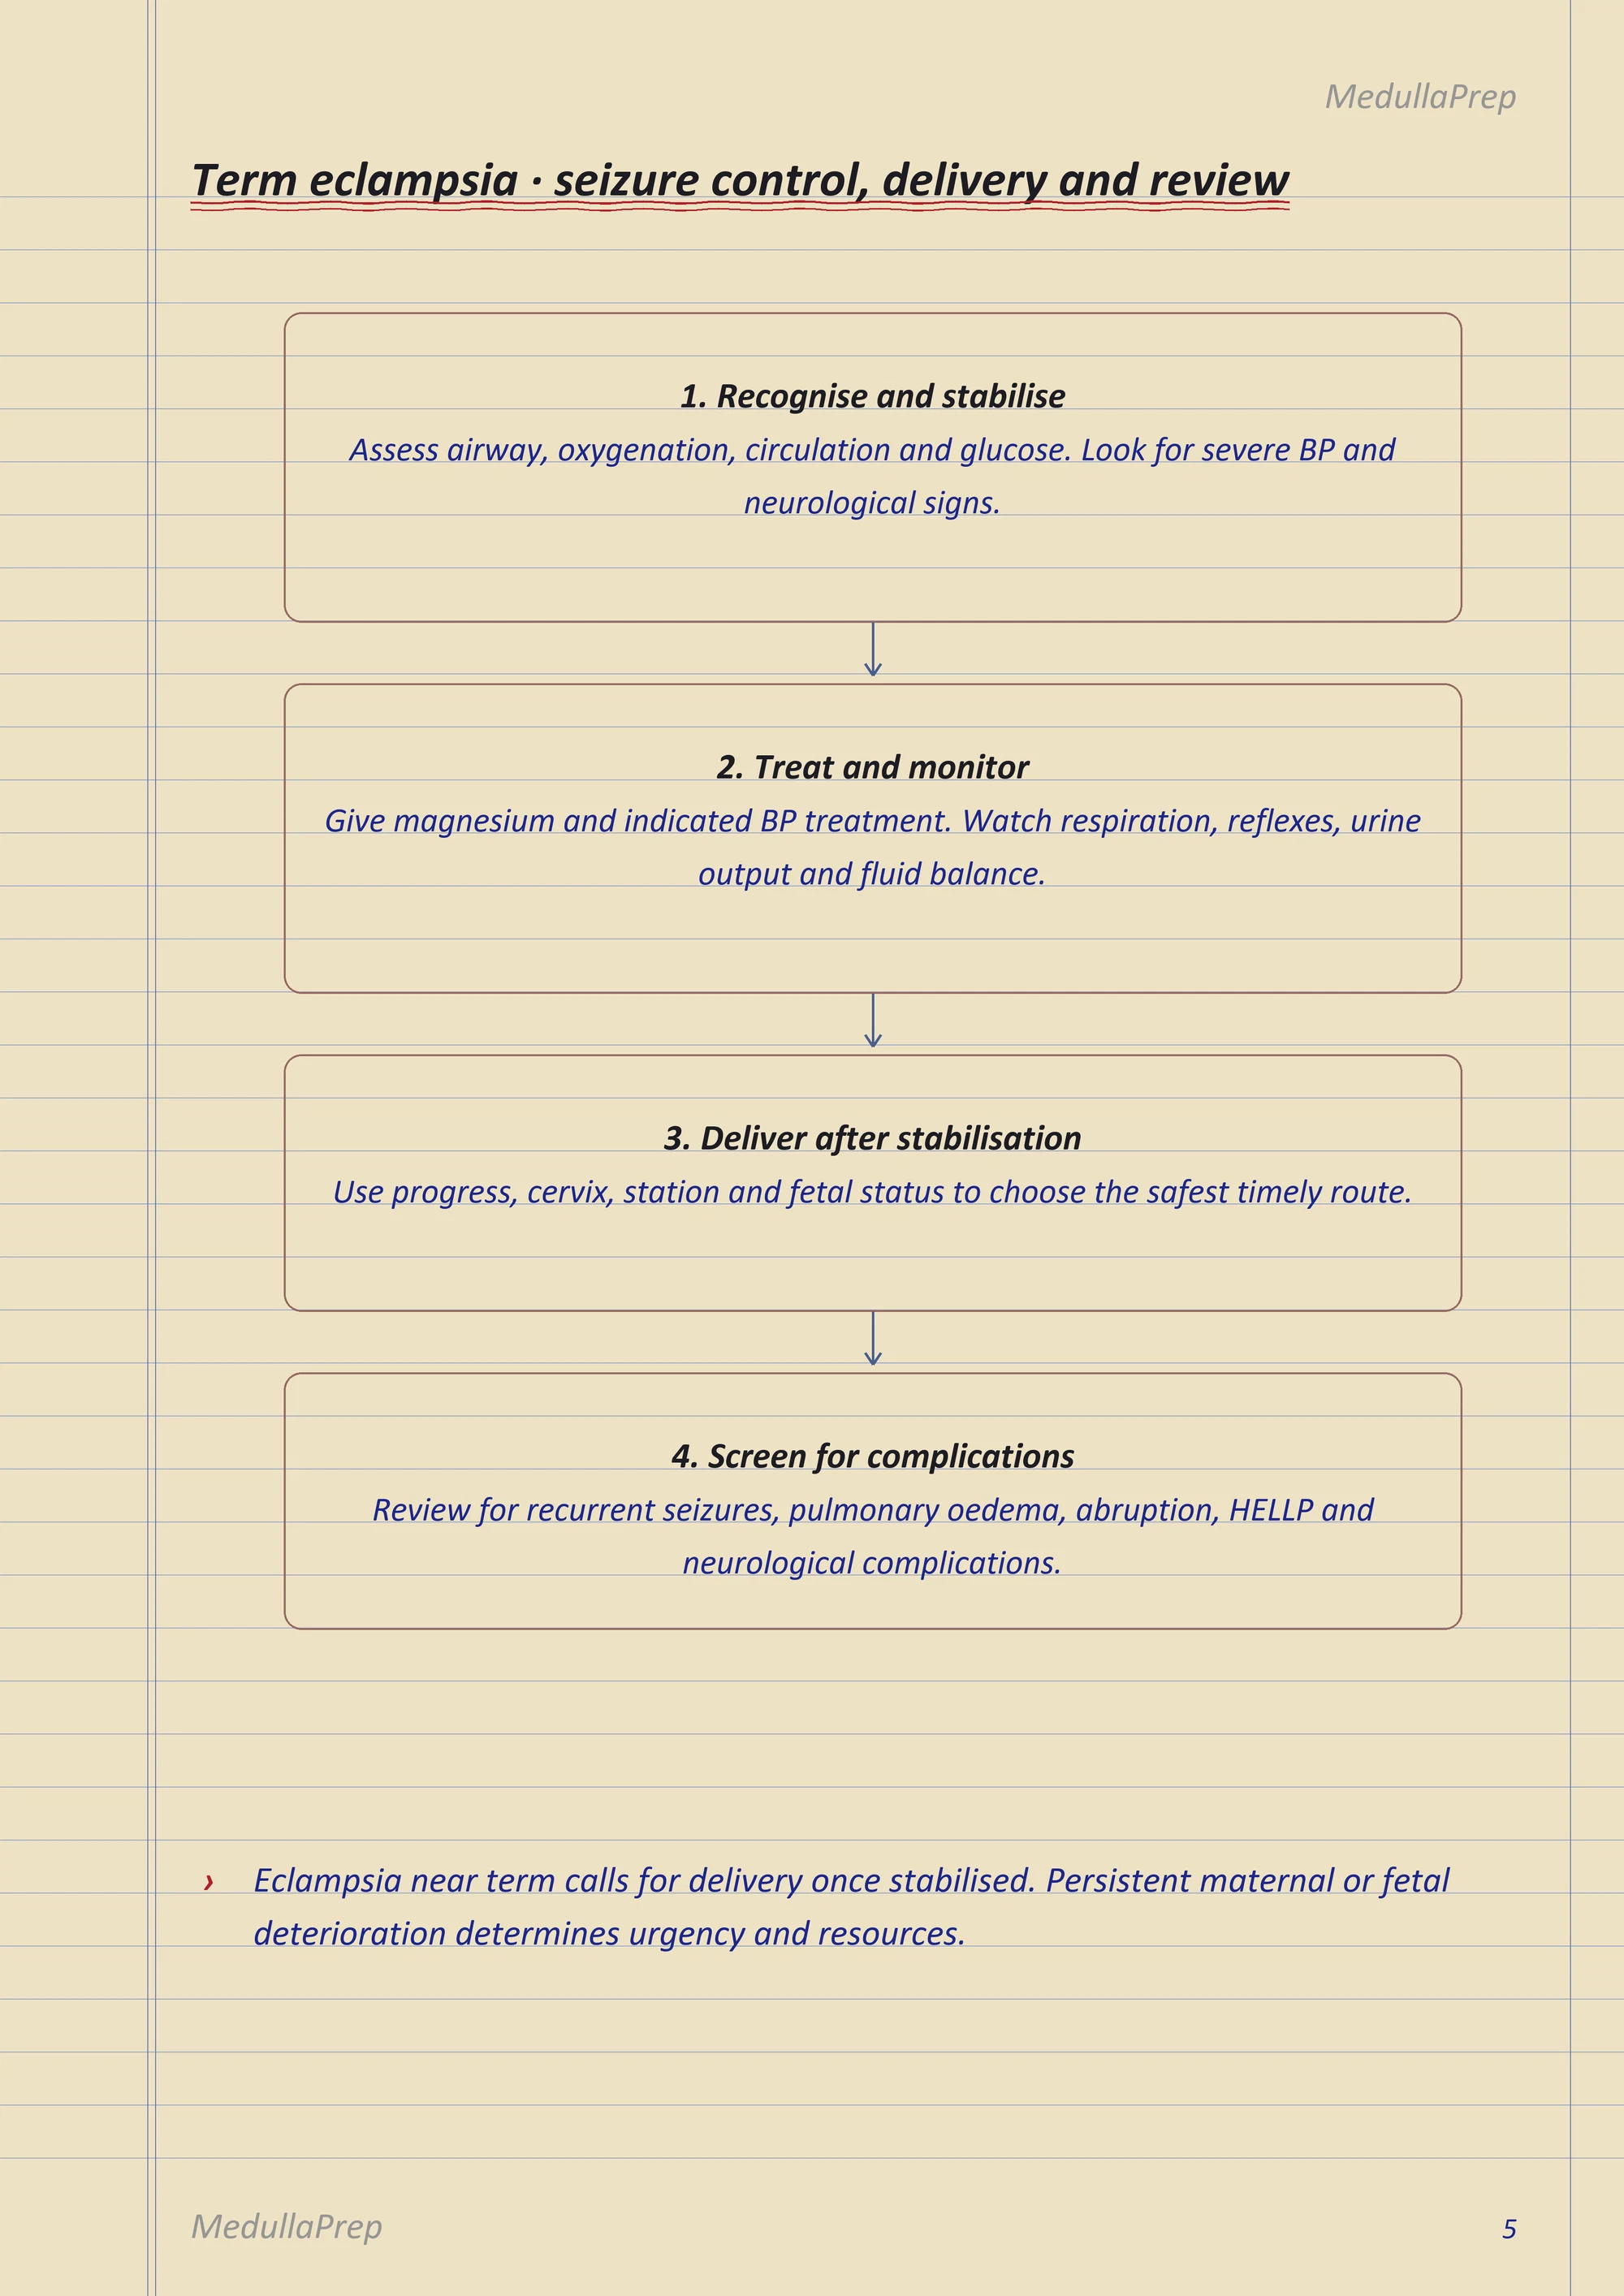 MedullaPrep
Term eclampsia · seizure control, delivery and review
1. Recognise and stabilise
Assess airway, oxygenation, circulation and glucose. Look for severe BP and
neurological signs.
2. Treat and monitor
Give magnesium and indicated BP treatment. Watch respiration, reflexes, urine
output and fluid balance.
3. Deliver after stabilisation
Use progress, cervix, station and fetal status to choose the safest timely route.
4. Screen for complications
Review for recurrent seizures, pulmonary oedema, abruption, HELLP and
neurological complications.
› Eclampsia near term calls for delivery once stabilised. Persistent maternal or fetal
deterioration determines urgency and resources.
MedullaPrep
5